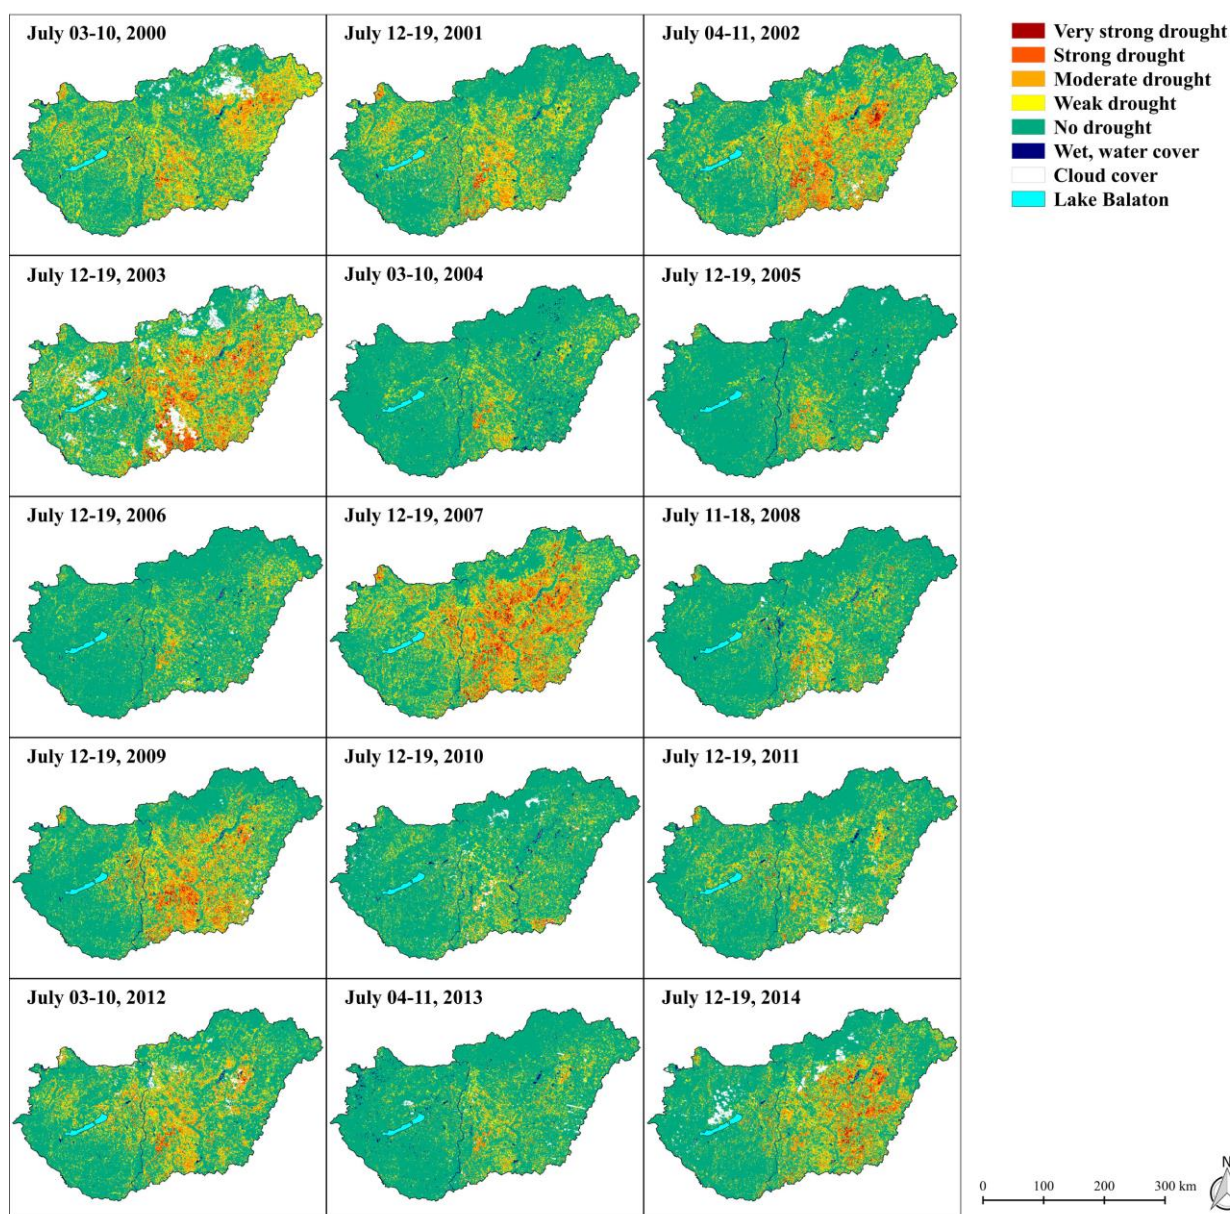 July 03-10, 2000
July 12-19, 2001
July 04-11, 2002
Very strong drought
Strong drought
Moderate drought
Weak drought
No drought
Wet, water cover
Cloud cover
Lake Balaton
July 12-19, 2003
July 03-10, 2004
July 12-19, 2005
July 12-19, 2006
July 12-19, 2007
July 11-18, 2008
July 12-19, 2009
July 12-19, 2010
July 12-19, 2011
July 03-10, 2012
July 04-11, 2013
July 12-19, 2014
N
0 100 200 300 km